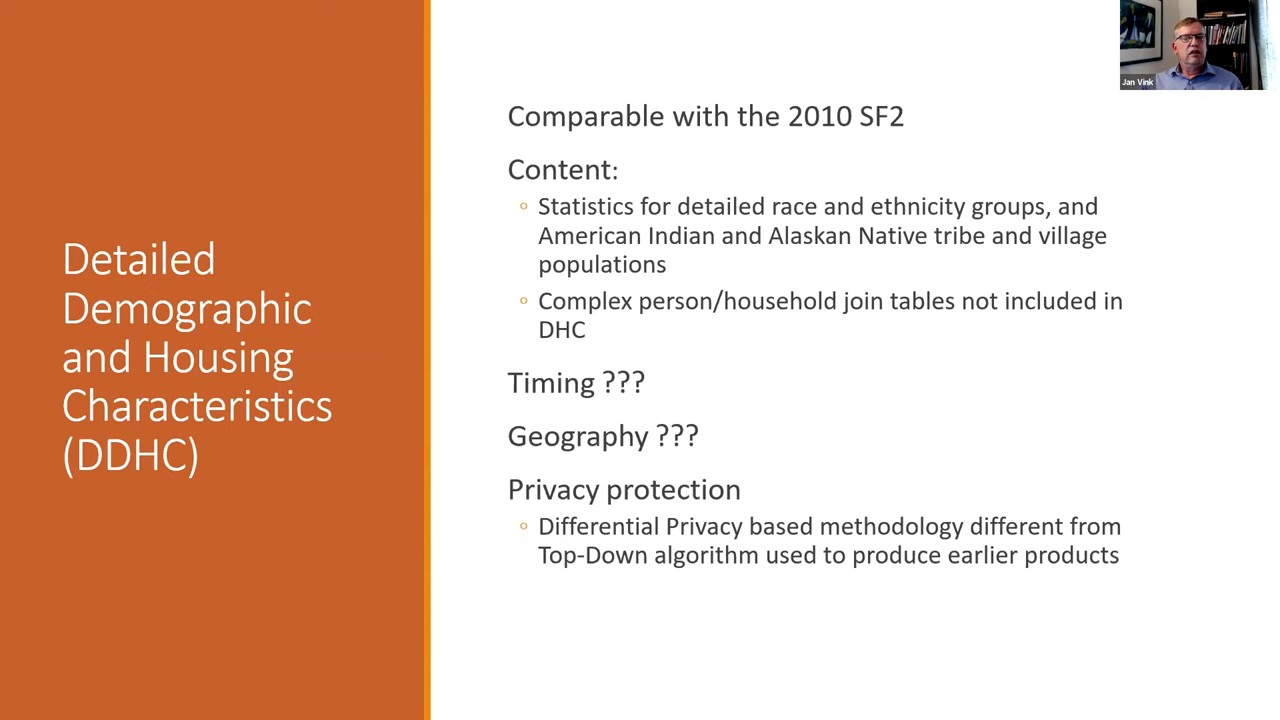 Jan Vink
Detailed
Demographic
and Housing
Characteristics
(DDHC)
Comparable with the 2010 SF2
Content:
Statistics for detailed race and ethnicity groups, and
American Indian and Alaskan Native tribe and village
populations
Complex person/household join tables not included in
DHC
Timing ???
Geography ???
Privacy protection
Differential Privacy based methodology different from
Top-Down algorithm used to produce earlier products